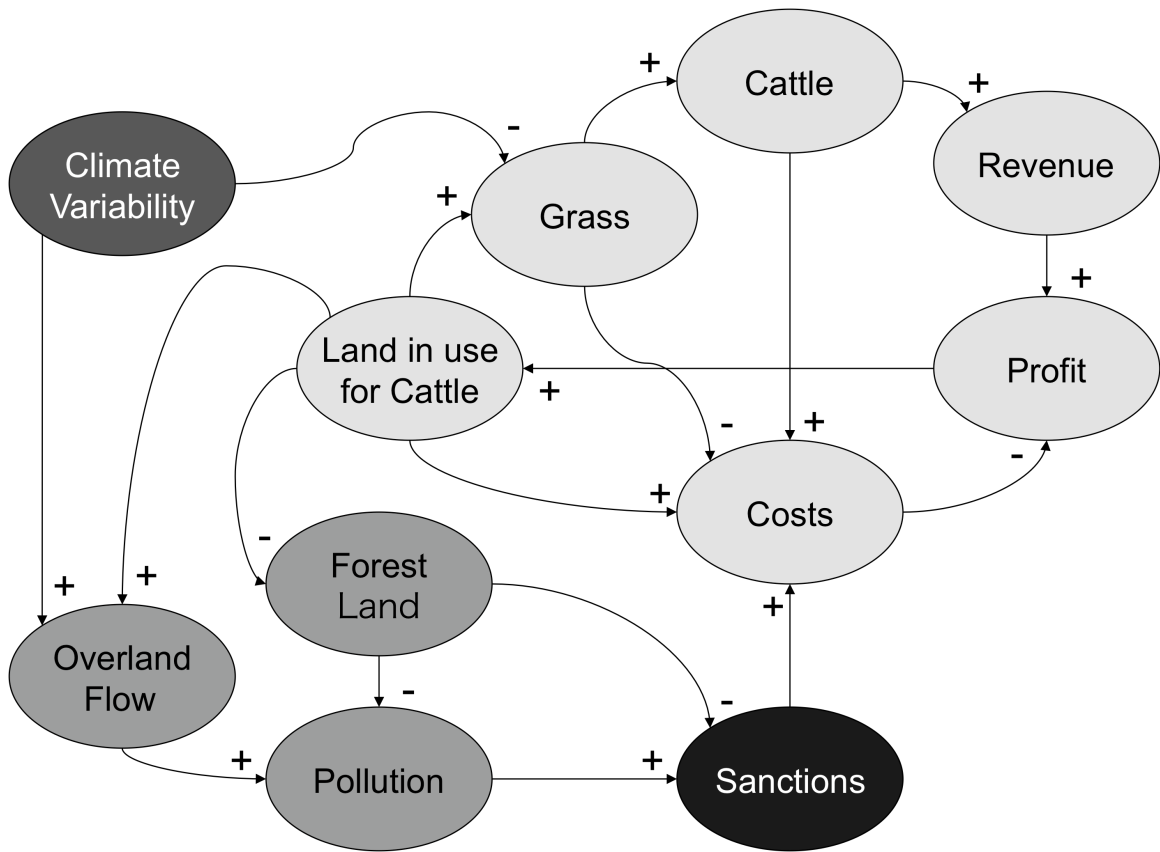 Cattle
+
+
Climate
Variability
-
Revenue
+
Grass
+
Land in use
for Cattle
+
Profit
-
+
+
-
Costs
+
-
Forest
Land
+
+
+
Overland
Flow
-
-
+
Pollution
+
Sanctions